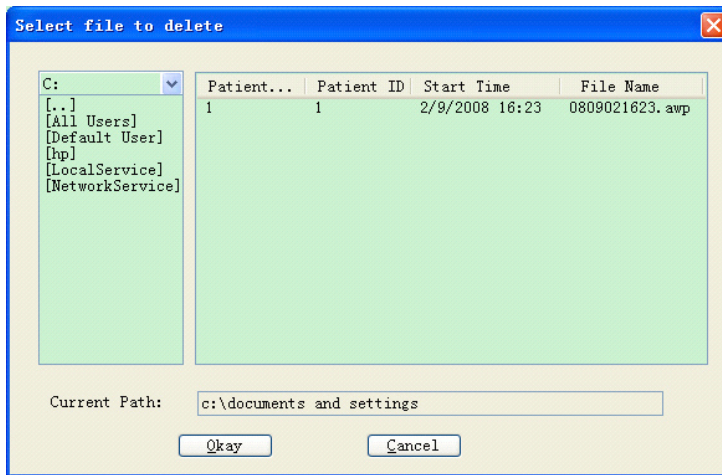 Select file to delete
C:
[..]
[All Users]
[Default User]
[hp]
[LocalService]
[NetworkService]
Patient... Patient ID Start Time File Name
1 1 2/9/2008 16:23 0809021623.awp
Current Path: c:\documents and settings
Okay Cancel